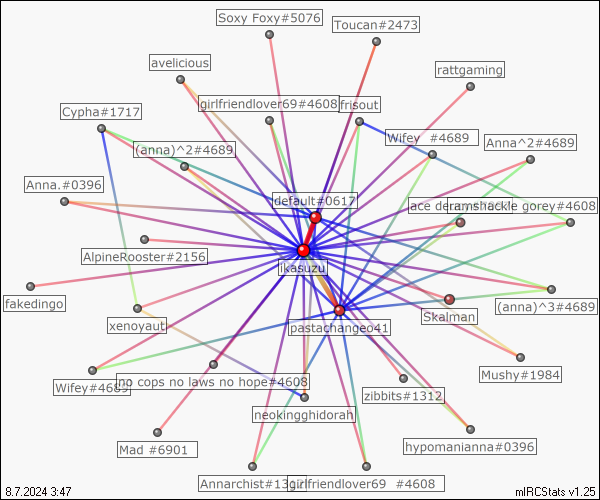 Soxy Foxy#5076
Toucan#2473
avelicious
rattgaming
girlfriendlover69#4608
frisout
Cypha#1717
Wifey #4689
(anna)^2#4689
Anna^2#4689
Anna.#0396
default#0617
ace de
ramshackle gorey#4608
AlpineRooster#2156
ikasuzu
fakedingo
(anna)^3#4689
xenoyaut
pastachangeo41
Skalman
Mushy#1984
Wifey#4689
no cops no laws no hope#4608
zibbits#1312
neokingghidorah
Mad #6901
hypomanianna#0396
Annarchist#13
girlfriendlover69 #4608
8.7.2024 3:47
mIRCStats v1.25